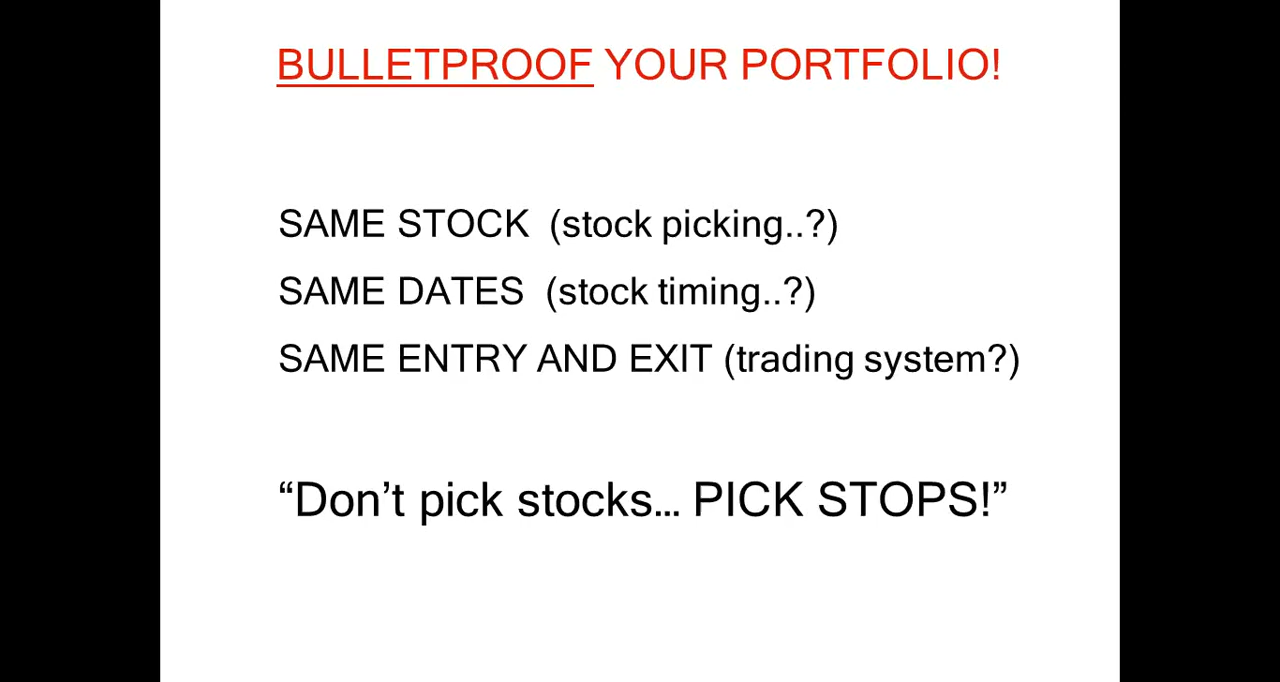 BULLETPROOF YOUR PORTFOLIO!
SAME STOCK (stock picking..?)
SAME DATES (stock timing..?)
SAME ENTRY AND EXIT (trading system?)
“Don’t pick stocks... PICK STOPS!”